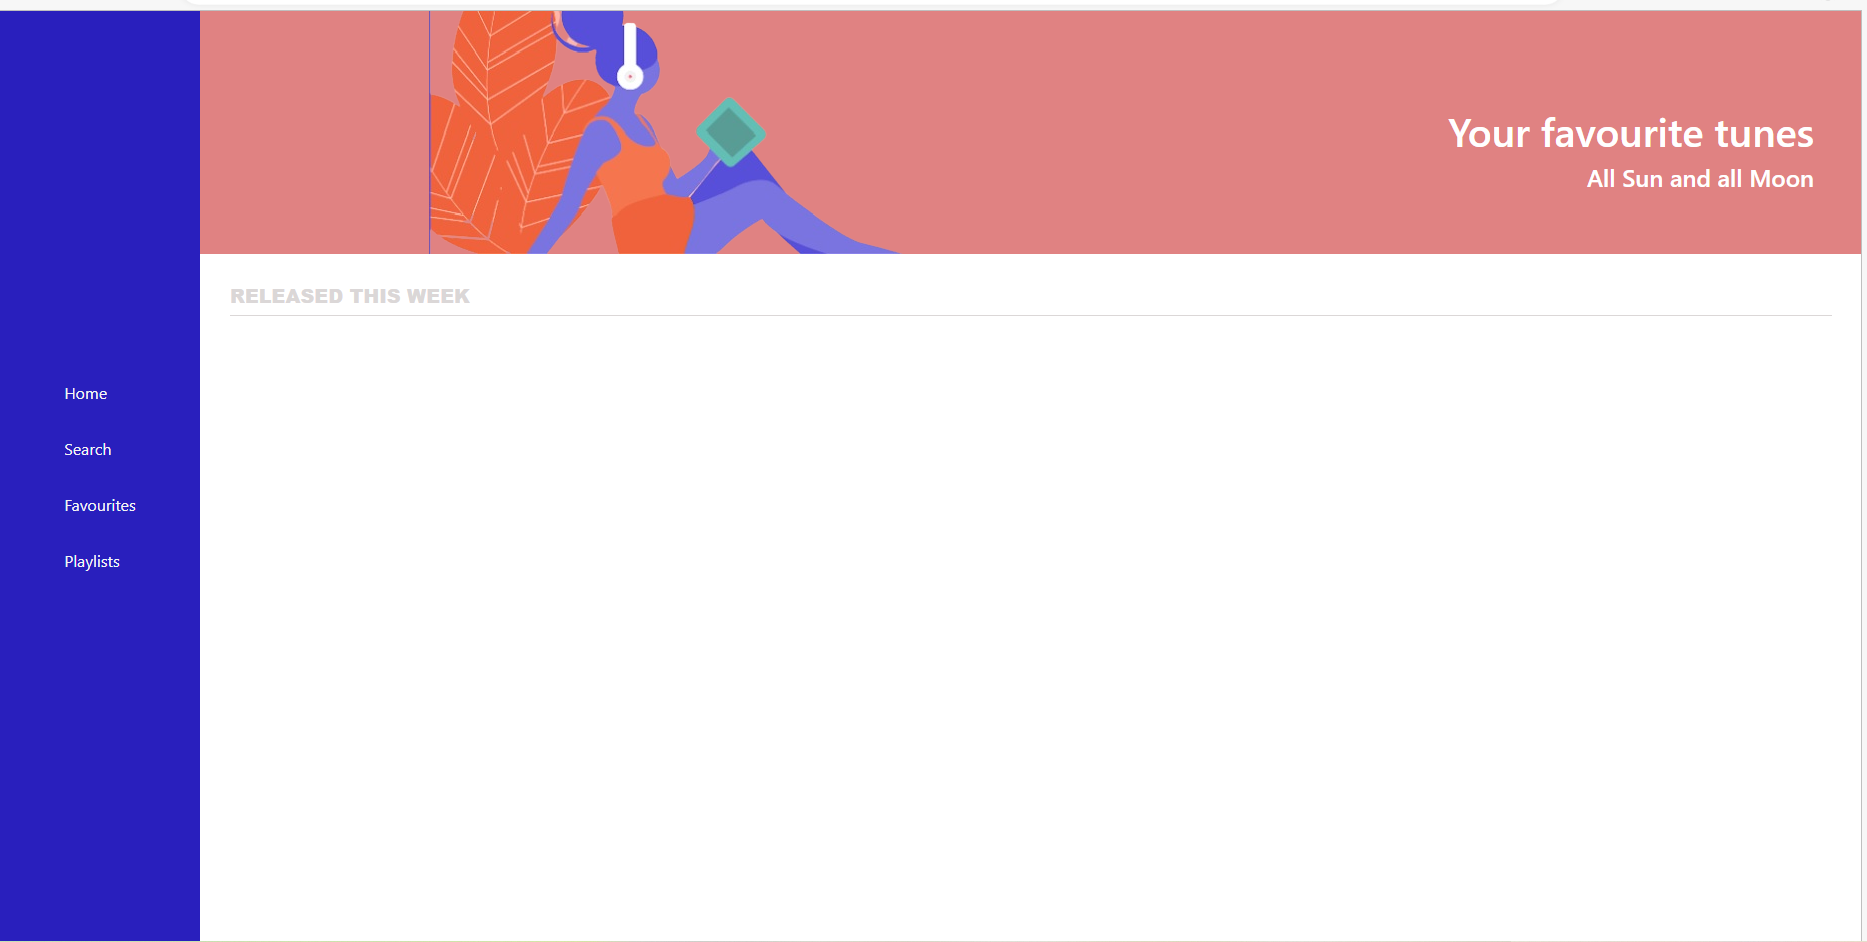 Your favourite tunes
All Sun and all Moon
RELEASED THIS WEEK
Home
Search
Favourites
Playlists